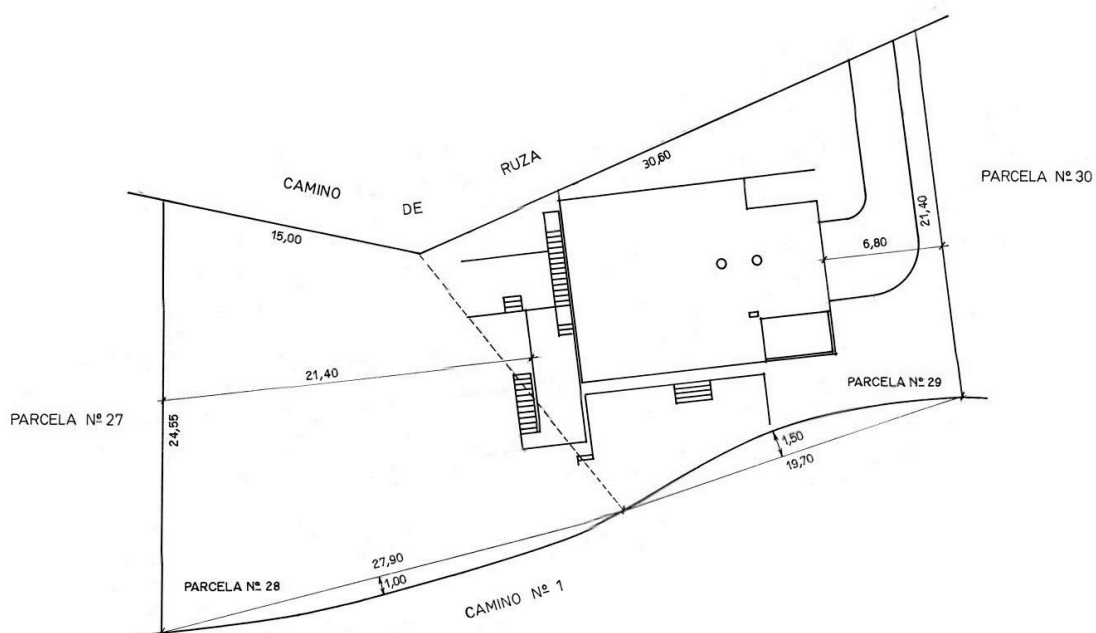 CAMINO
DE
RUZA
15,00
30,60
PARCELA Nº 30
21,40
6,80
21,40
PARCELA Nº 27
24,55
PARCELA Nº 29
1,50
19,70
27,90
1,00
PARCELA Nº 28
CAMINO Nº 1